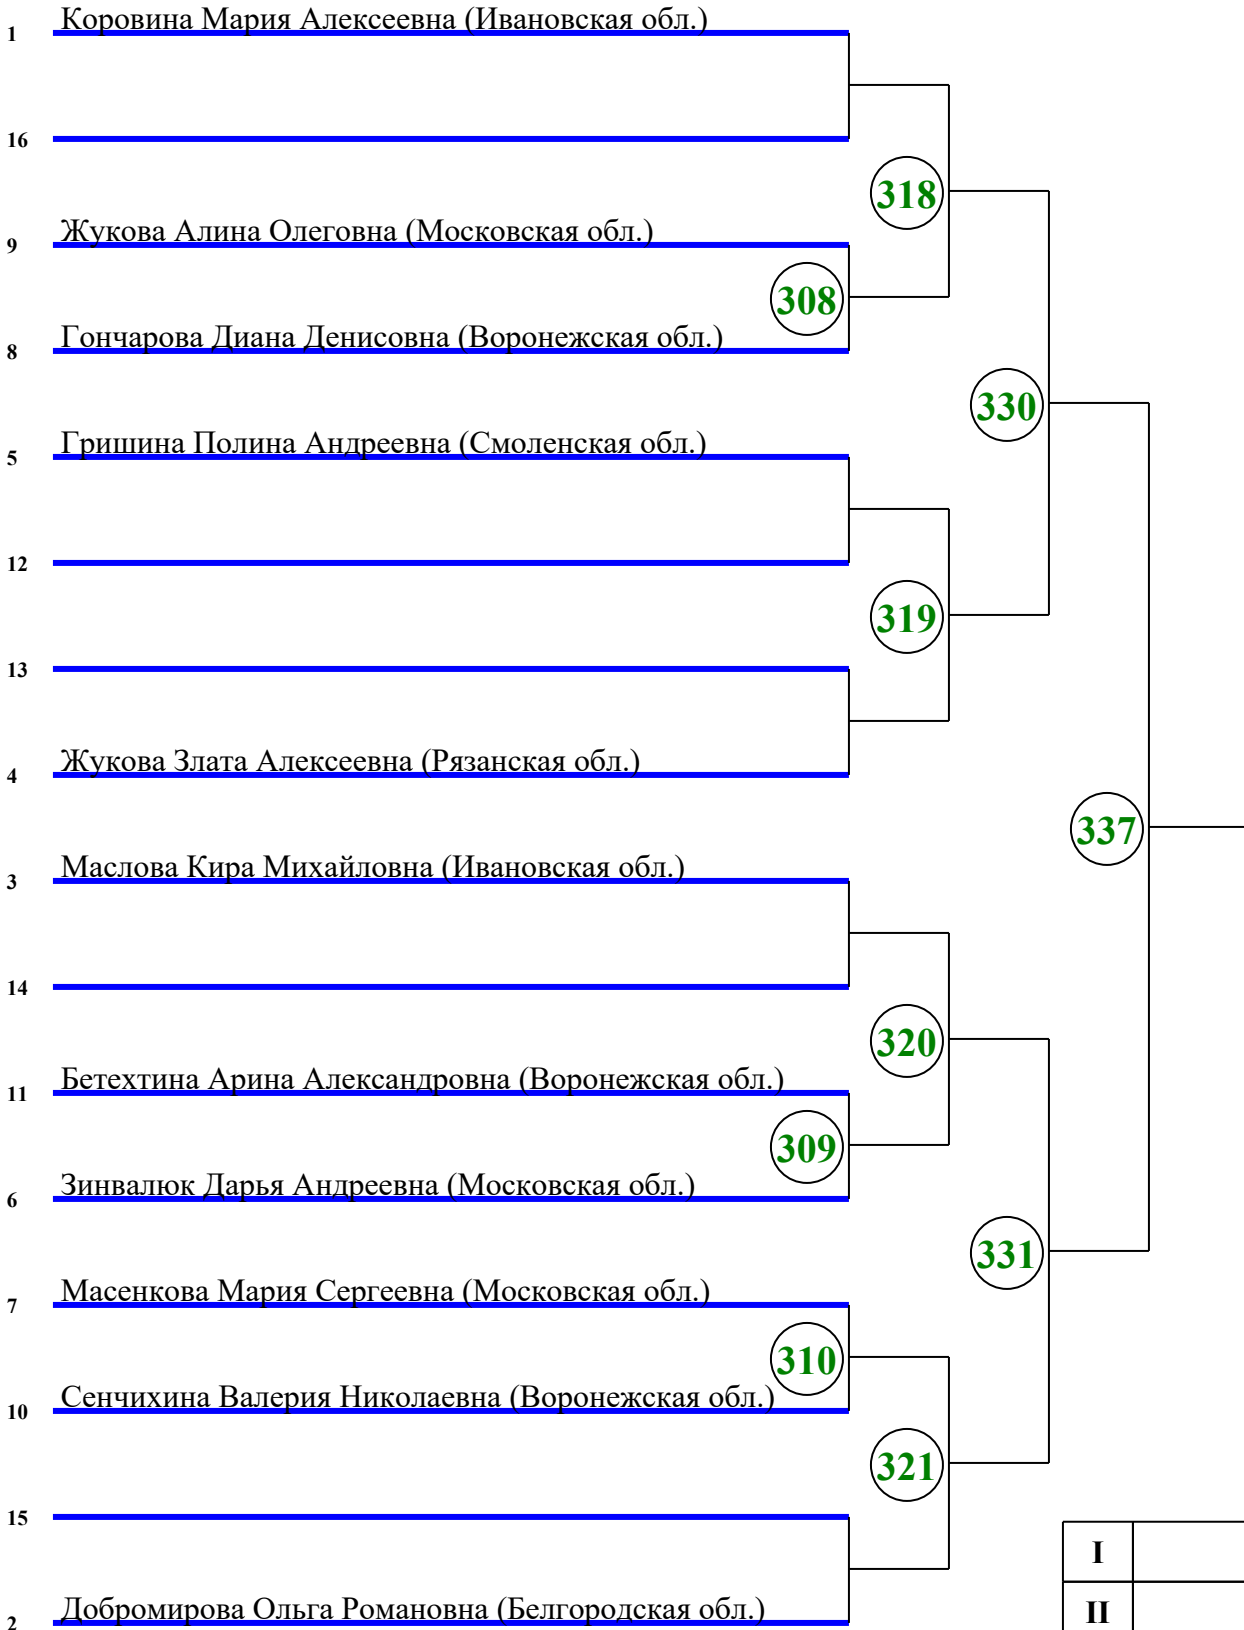 1 Коровина Мария Алексеевна (Ивановская обл.)
16
318
9 Жукова Алина Олеговна (Московская обл.)
308
8 Гончарова Диана Денисовна (Воронежская обл.)
330
5 Гришина Полина Андреевна (Смоленская обл.)
12
319
13
4 Жукова Злата Алексеевна (Рязанская обл.)
337
3 Маслова Кира Михайловна (Ивановская обл.)
14
320
11 Бетехтина Арина Александровна (Воронежская обл.)
309
6 Зинвалюк Дарья Андреевна (Московская обл.)
331
7 Масенкова Мария Сергеевна (Московская обл.)
310
10 Сенчихина Валерия Николаевна (Воронежская обл.)
321
15
I
2 Добромирова Ольга Романовна (Белгородская обл.)
II